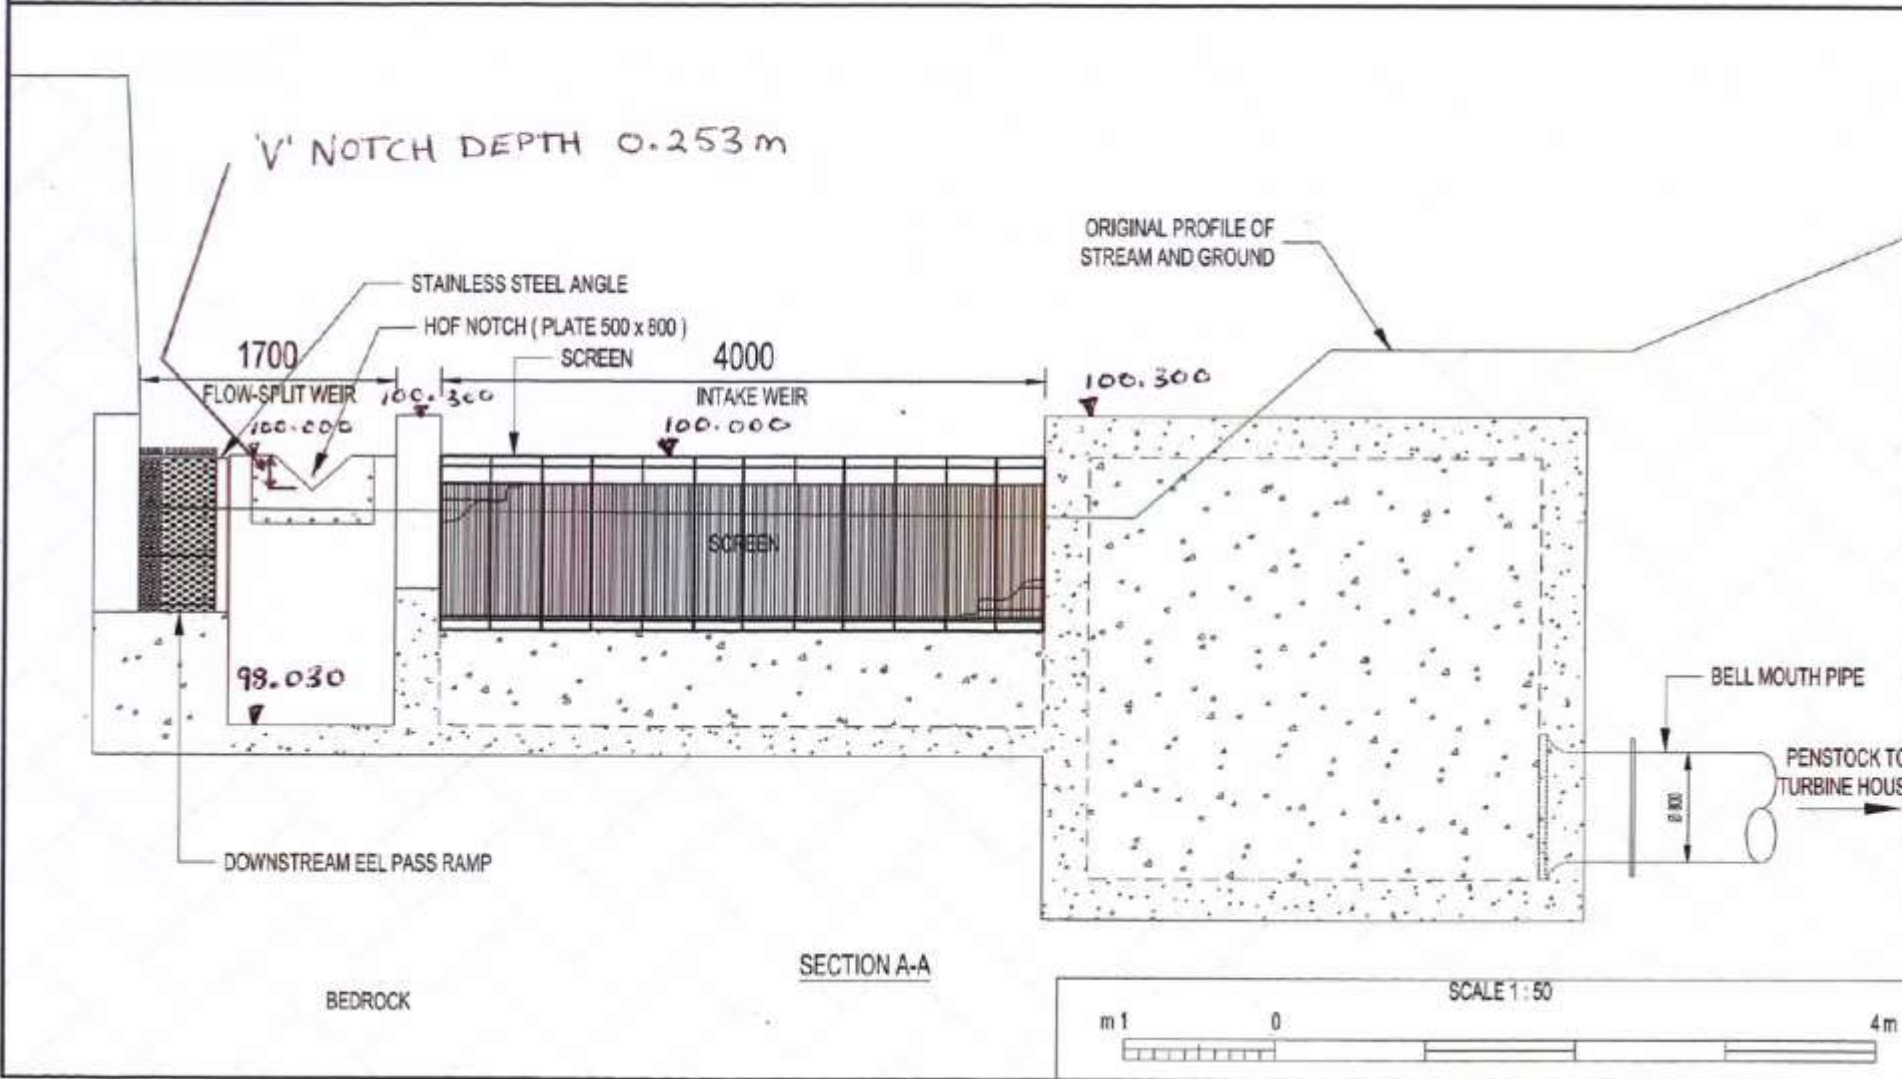 'V' NOTCH DEPTH 0.253m
ORIGINAL PROFILE OF
STREAM AND GROUND
STAINLESS STEEL ANGLE
HOF NOTCH ( PLATE 500 x 800 )
1700
SCREEN
4000
FLOW-SPLIT WEIR
100.300
INTAKE WEIR
100.300
100.000
100.000
SCREEN
98.030
BELL MOUTH PIPE
PENSTOCK TO
TURBINE HOUS
Ø 800
DOWNSTREAM EEL PASS RAMP
SECTION A-A
BEDROCK
SCALE 1 : 50
m 1 0 4 m